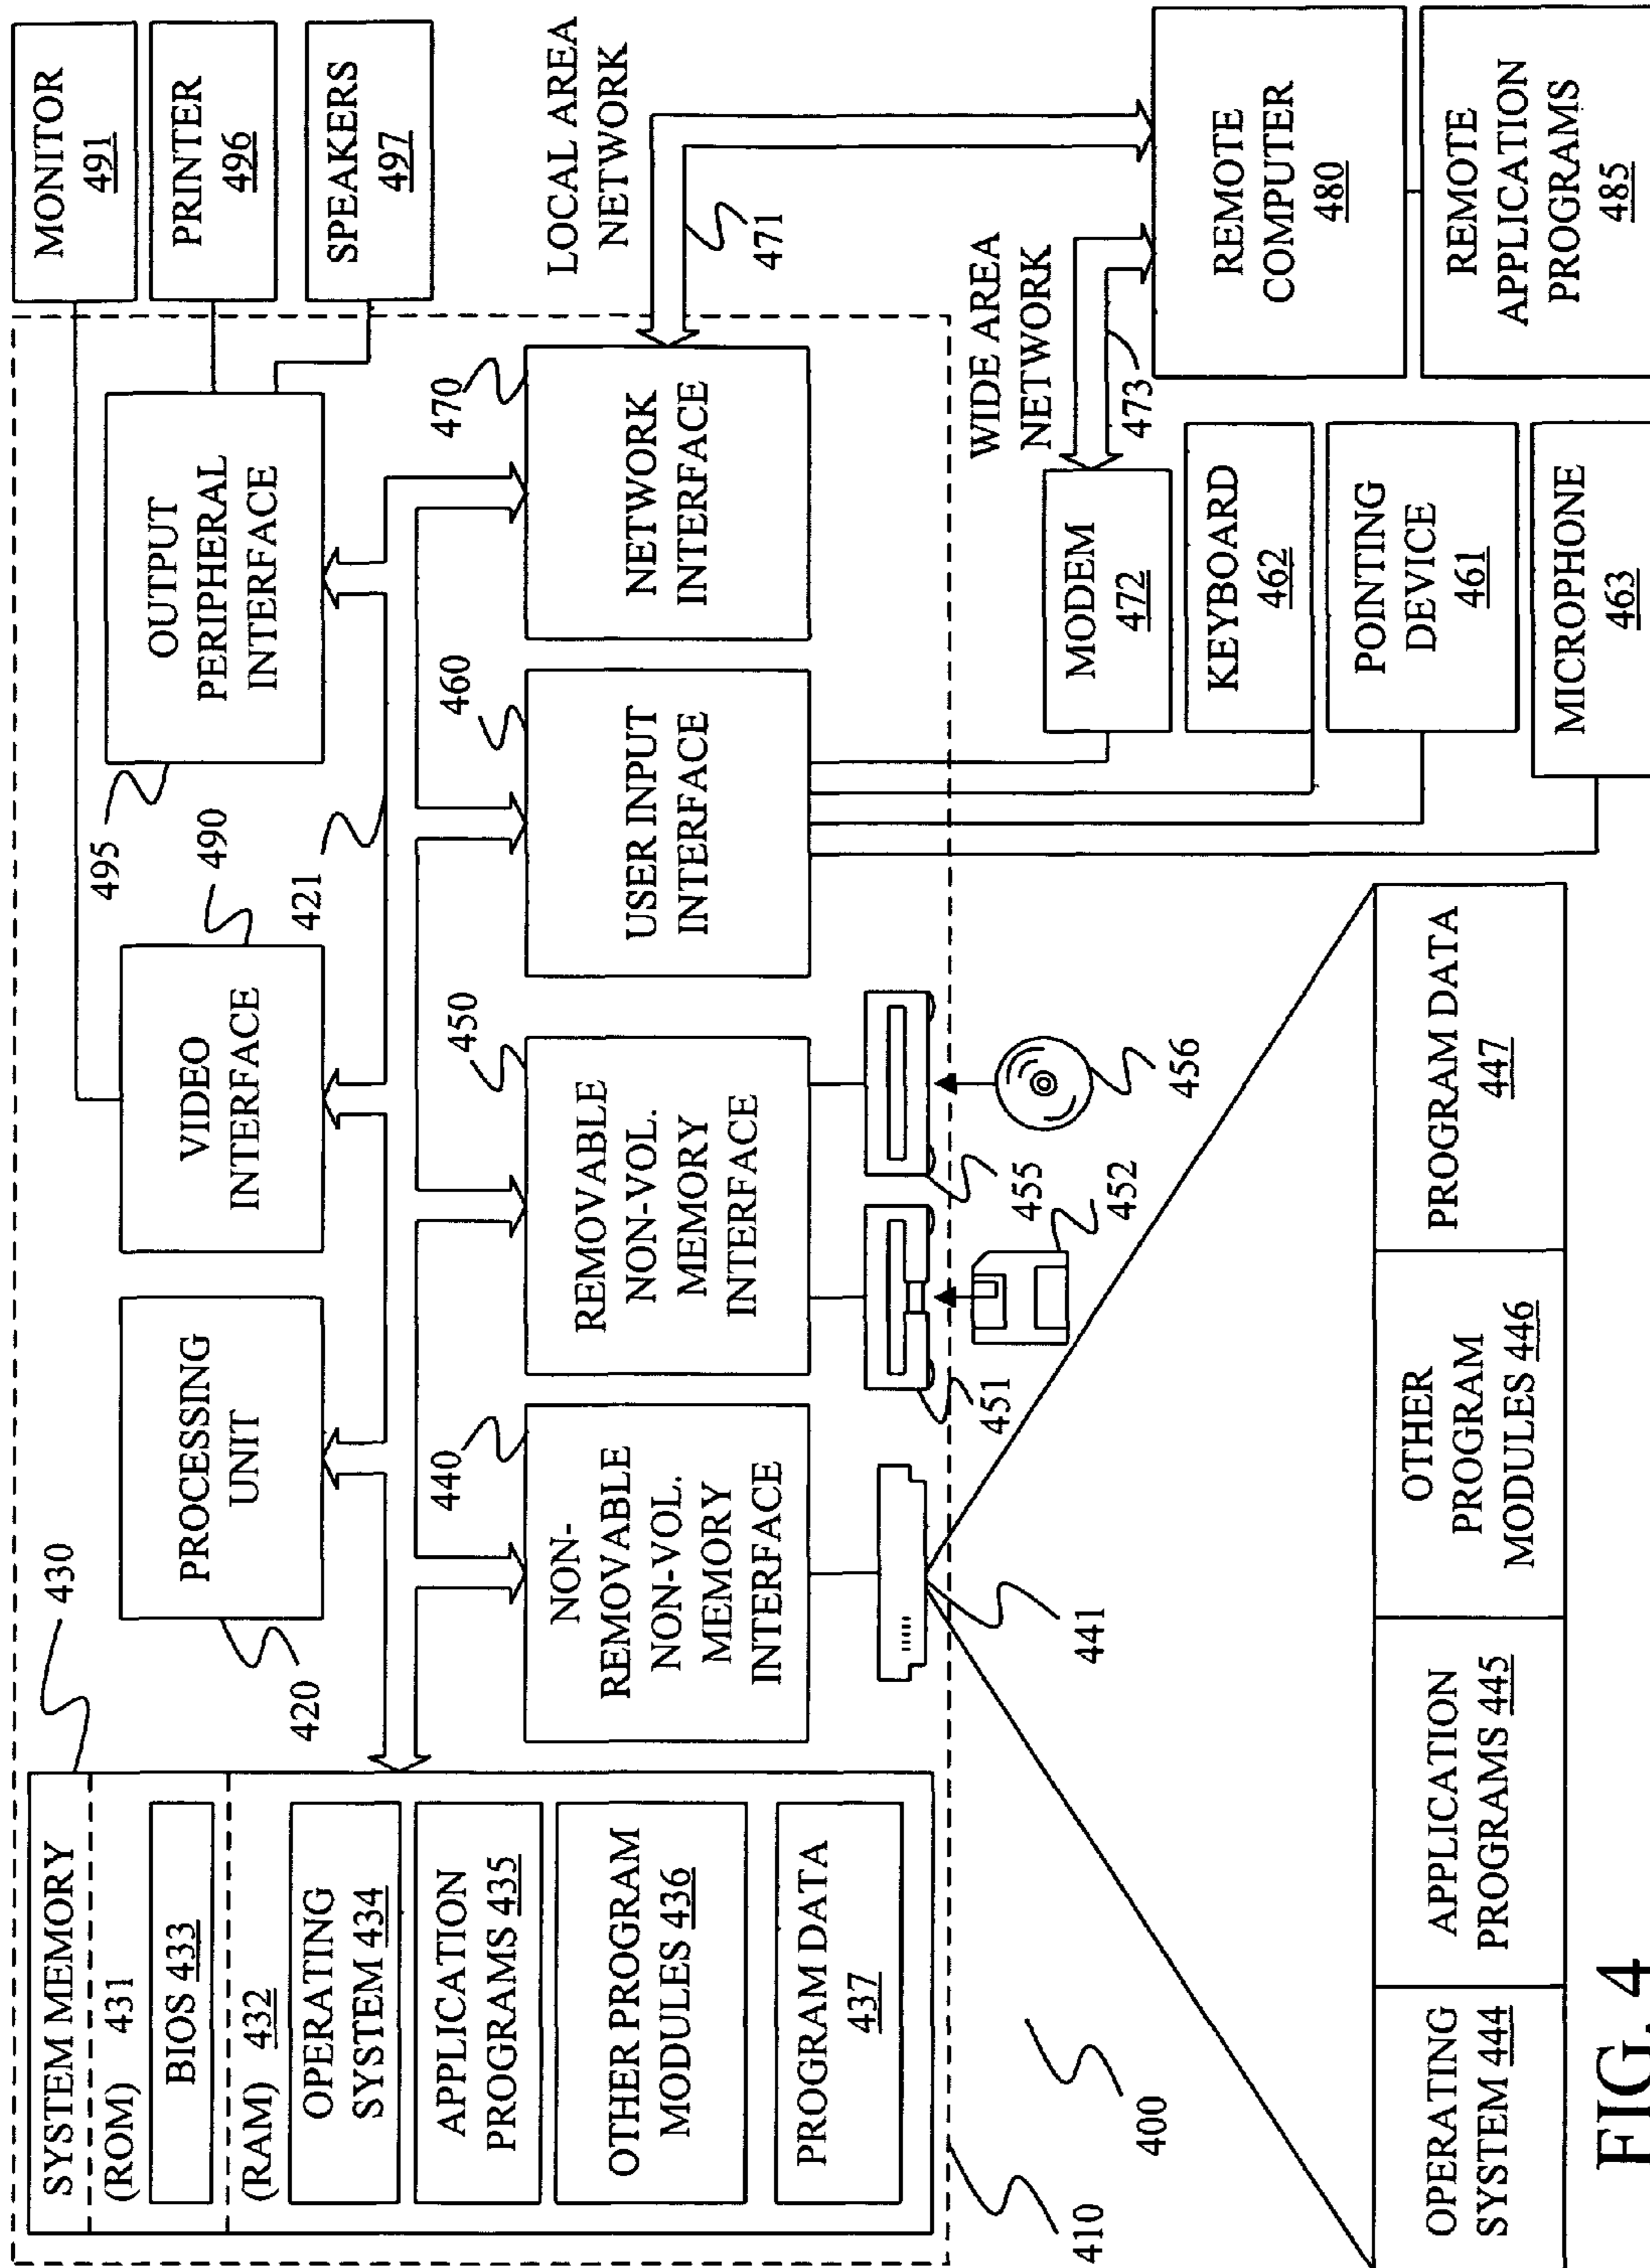 SYSTEM MEMORY
(ROM) 431
BIOS 433
(RAM) 432
OPERATING
SYSTEM 434
APPLICATION
PROGRAMS 435
OTHER PROGRAM
MODULES 436
PROGRAM DATA
437
430
PROCESSING
UNIT
420
VIDEO
INTERFACE
490
421
OUTPUT
PERIPHERAL
INTERFACE
495
MONITOR
491
PRINTER
496
SPEAKERS
497
NON-
REMOVABLE
NON-VOL.
MEMORY
INTERFACE
440
REMOVABLE
NON-VOL.
MEMORY
INTERFACE
450
USER INPUT
INTERFACE
460
NETWORK
INTERFACE
470
LOCAL AREA
NETWORK
471
441
451
452
455
456
WIDE AREA
NETWORK
473
MODEM
472
KEYBOARD
462
POINTING
DEVICE
461
MICROPHONE
463
REMOTE
COMPUTER
480
REMOTE
APPLICATION
PROGRAMS
485
410
400
OPERATING
SYSTEM 444
APPLICATION
PROGRAMS 445
OTHER
PROGRAM
MODULES 446
PROGRAM DATA
447
FIG. 4